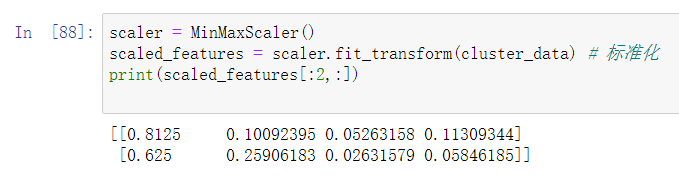 In [88]: scaler = MinMaxScaler()
scaled_features = scaler.fit_transform(cluster_data) # 标准化
print(scaled_features[:2,:])
[[0.8125     0.10092395 0.05263158 0.11309344]
 [0.625      0.25906183 0.02631579 0.05846185]]